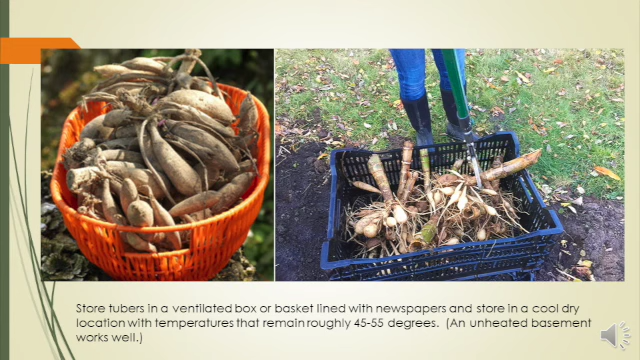 Store tubers in a ventilated box or basket lined with newspapers and store in a cool dry
location with temperatures that remain roughly 45-55 degrees.  (An unheated basement
works well.)